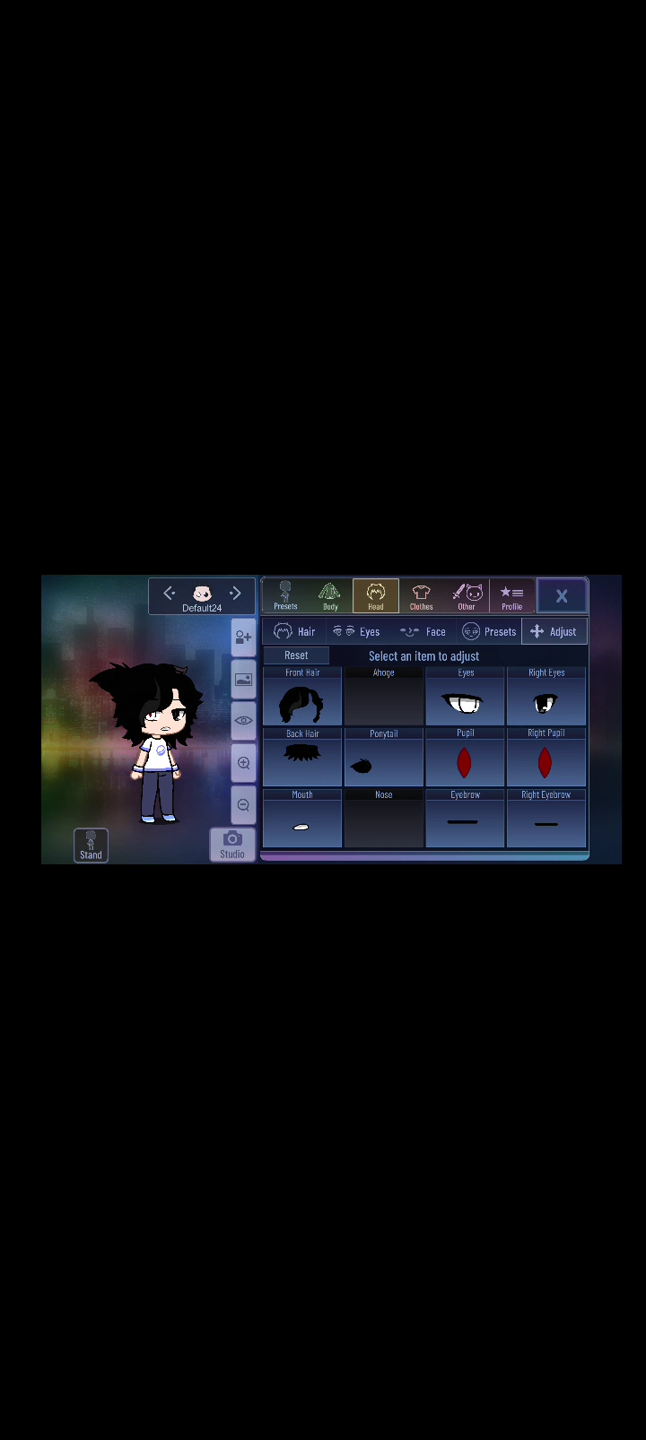 Default24
Presets
Body
Head
Clothes
Other
Profile
X
Hair
Eyes
Face
Presets
Adjust
Reset
Select an item to adjust
Front Hair
Ahoge
Eyes
Right Eyes
Back Hair
Ponytail
Pupil
Right Pupil
Mouth
Nose
Eyebrow
Right Eyebrow
Stand
Studio